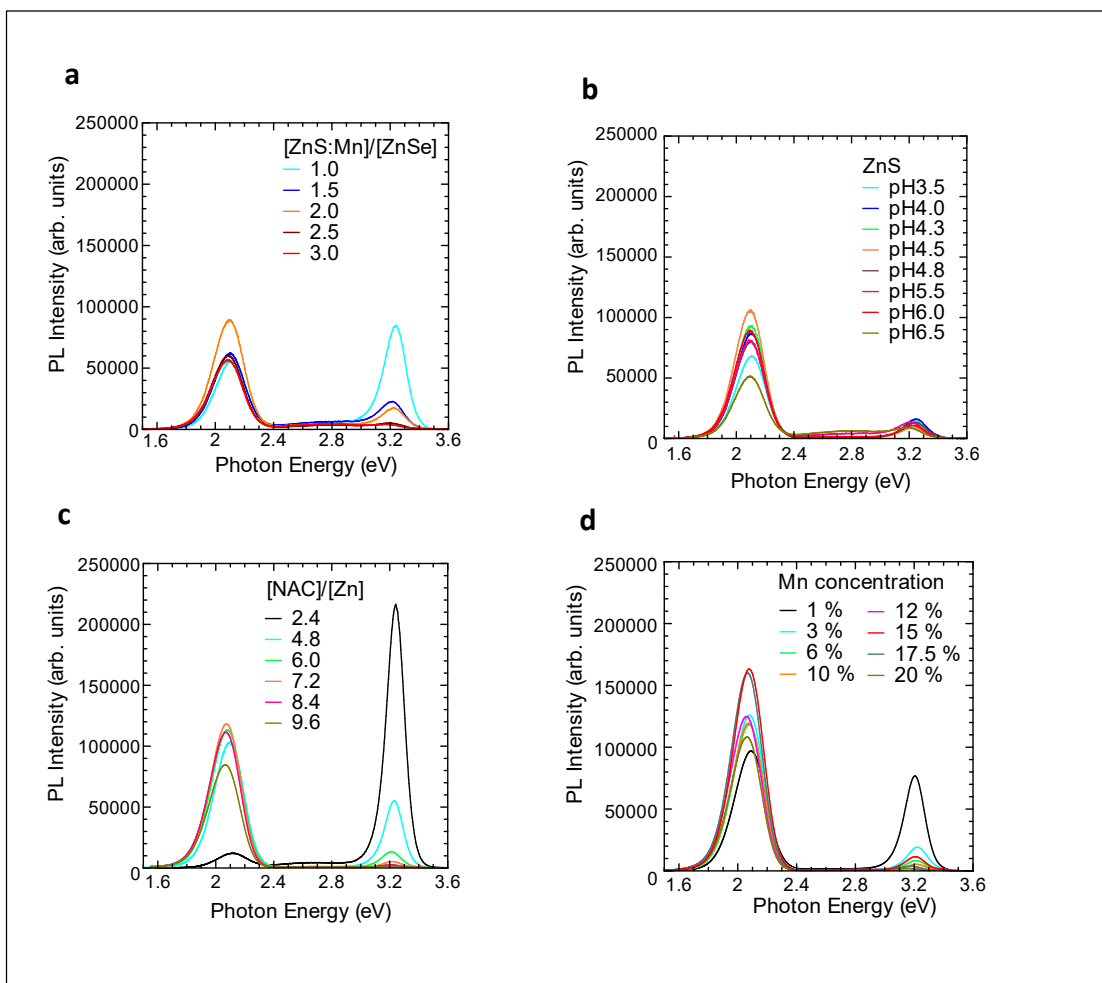 a
[ZnS:Mn]/[ZnSe]
1.0
1.5
2.0
2.5
3.0
250000
200000
150000
100000
50000
0
1.6
2
2.4
2.8
3.2
3.6
PL Intensity (arb. units)
Photon Energy (eV)
b
ZnS
pH3.5
pH4.0
pH4.3
pH4.5
pH4.8
pH5.5
pH6.0
pH6.5
250000
200000
150000
100000
50000
0
1.6
2
2.4
2.8
3.2
3.6
PL Intensity (arb. units)
Photon Energy (eV)
c
[NAC]/[Zn]
2.4
4.8
6.0
7.2
8.4
9.6
250000
200000
150000
100000
50000
0
1.6
2
2.4
2.8
3.2
3.6
PL Intensity (arb. units)
Photon Energy (eV)
d
Mn concentration
1 %
3 %
6 %
10 %
12 %
15 %
17.5 %
20 %
250000
200000
150000
100000
50000
0
1.6
2
2.4
2.8
3.2
3.6
PL Intensity (arb. units)
Photon Energy (eV)